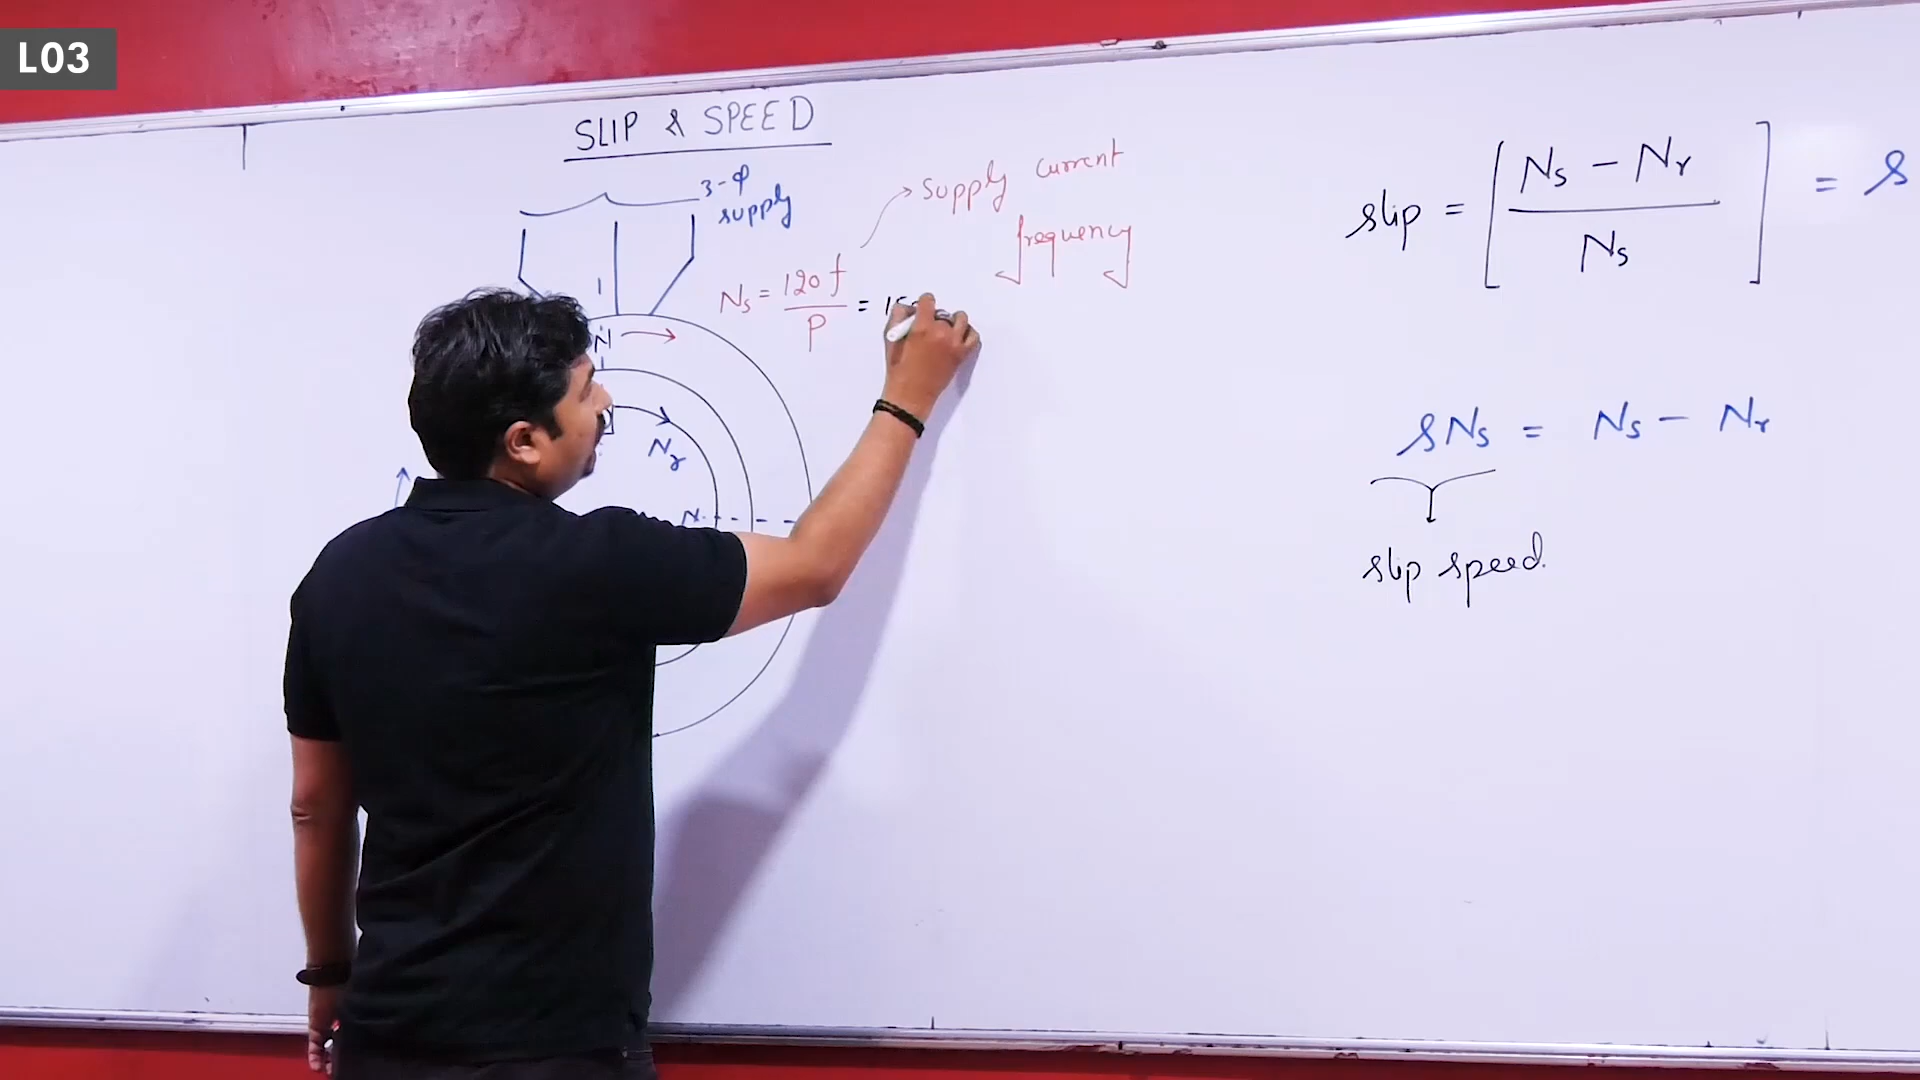 L03
SLIP & SPEED
3-φ
supply
supply current
frequency
Ns = 120 f / P =
N
Nr
N
slip = [ Ns - Nr / Ns ] = s
sNs = Ns - Nr
slip speed.